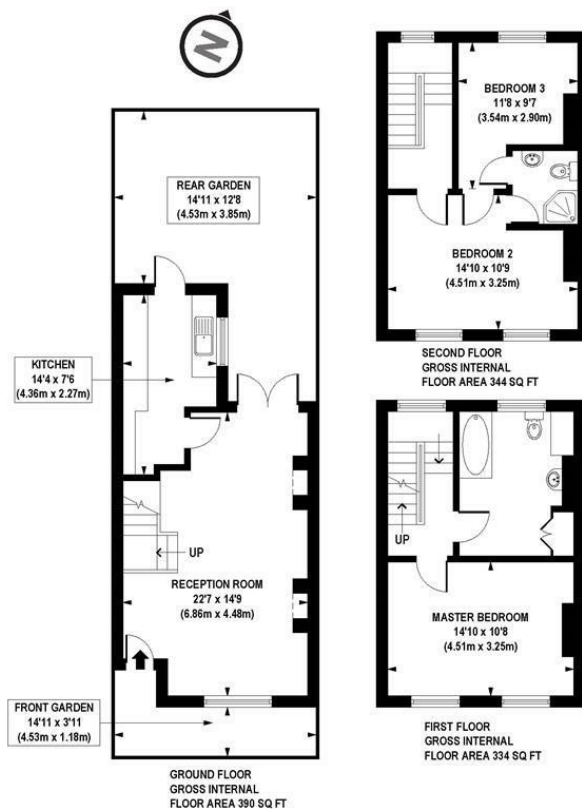 N
REAR GARDEN
14'11 x 12'8
(4.53m x 3.85m)
KITCHEN
14'4 x 7'6
(4.36m x 2.27m)
UP
RECEPTION ROOM
22'7 x 14'9
(6.86m x 4.48m)
FRONT GARDEN
14'11 x 3'11
(4.53m x 1.18m)
GROUND FLOOR
GROSS INTERNAL
FLOOR AREA 390 SQ FT
BEDROOM 3
11'8 x 9'7
(3.54m x 2.90m)
BEDROOM 2
14'10 x 10'9
(4.51m x 3.25m)
SECOND FLOOR
GROSS INTERNAL
FLOOR AREA 344 SQ FT
UP
MASTER BEDROOM
14'10 x 10'8
(4.51m x 3.25m)
FIRST FLOOR
GROSS INTERNAL
FLOOR AREA 334 SQ FT